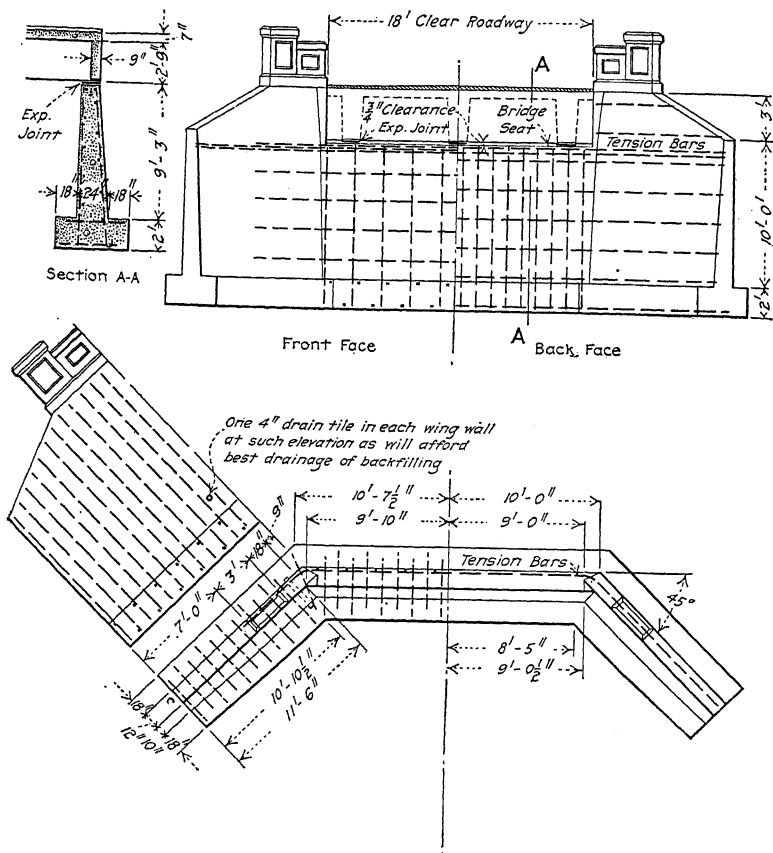 18' Clear Roadway
7"
9"
2'-9"
Exp.
Joint
9'-3"
18"
24"
18"
2'
Section A-A
A
3/4" Clearance
Exp. Joint
Bridge
Seat
Tension Bars
3'
10'-0"
2'
A
Front Face
Back Face
One 4" drain tile in each wing wall
at such elevation as will afford
best drainage of backfilling
10'-7 1/2"
10'-0"
9'-10"
9'-0"
9"
18"
3'
7'-0"
Tension Bars
45°
8'-5"
9'-0 1/2"
10'-10 1/2"
11'-6"
18"
12"
10"
18"